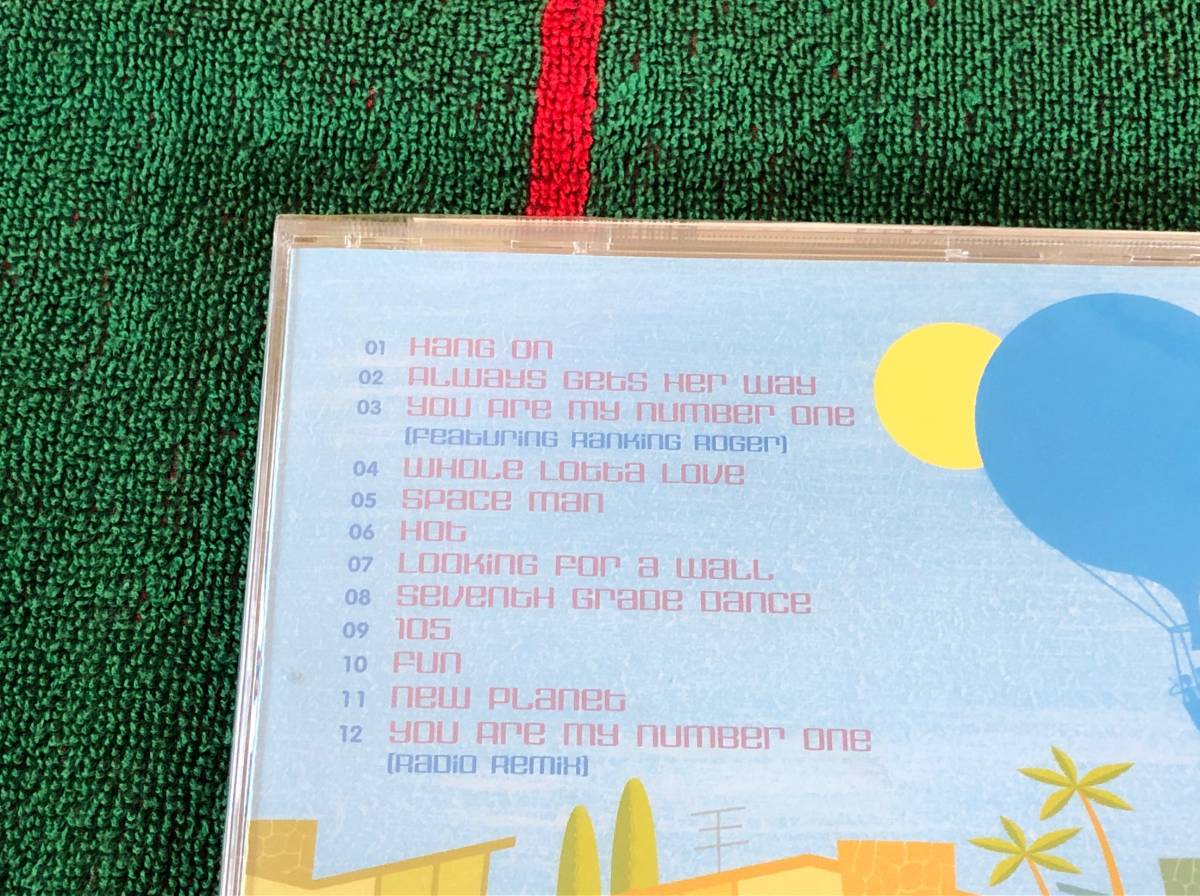 01 Hang On
02 Always Gets Her Way
03 You Are My Number One
(Featuring Ranking Roger)
04 Whole Lotta Love
05 Space Man
06 Hot
07 Looking For A Wall
08 Seventh Grade Dance
09 105
10 Fun
11 New Planet
12 You Are My Number One
(Radio Remix)